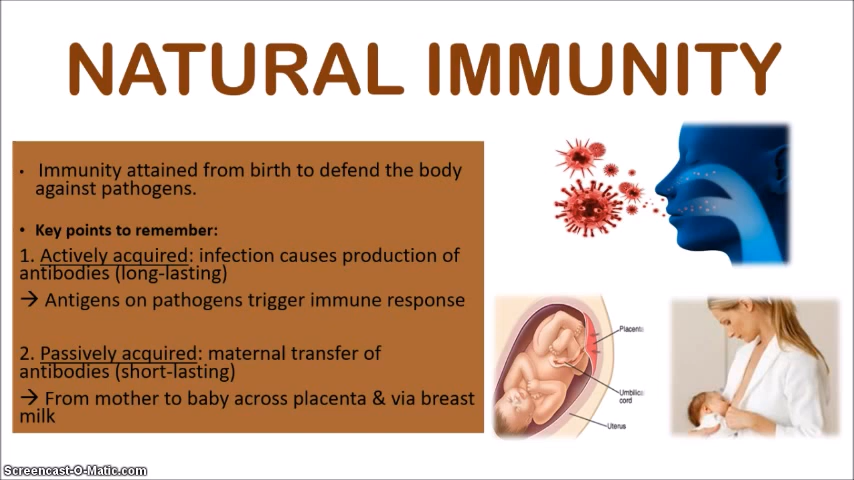 NATURAL IMMUNITY
• Immunity attained from birth to defend the body
against pathogens.
• Key points to remember:
1. Actively acquired: infection causes production of
antibodies (long-lasting)
→ Antigens on pathogens trigger immune response
2. Passively acquired: maternal transfer of
antibodies (short-lasting)
→ From mother to baby across placenta & via breast
milk
Placenta
Umbilic
cord
Uterus
Screencast-O-Matic.com